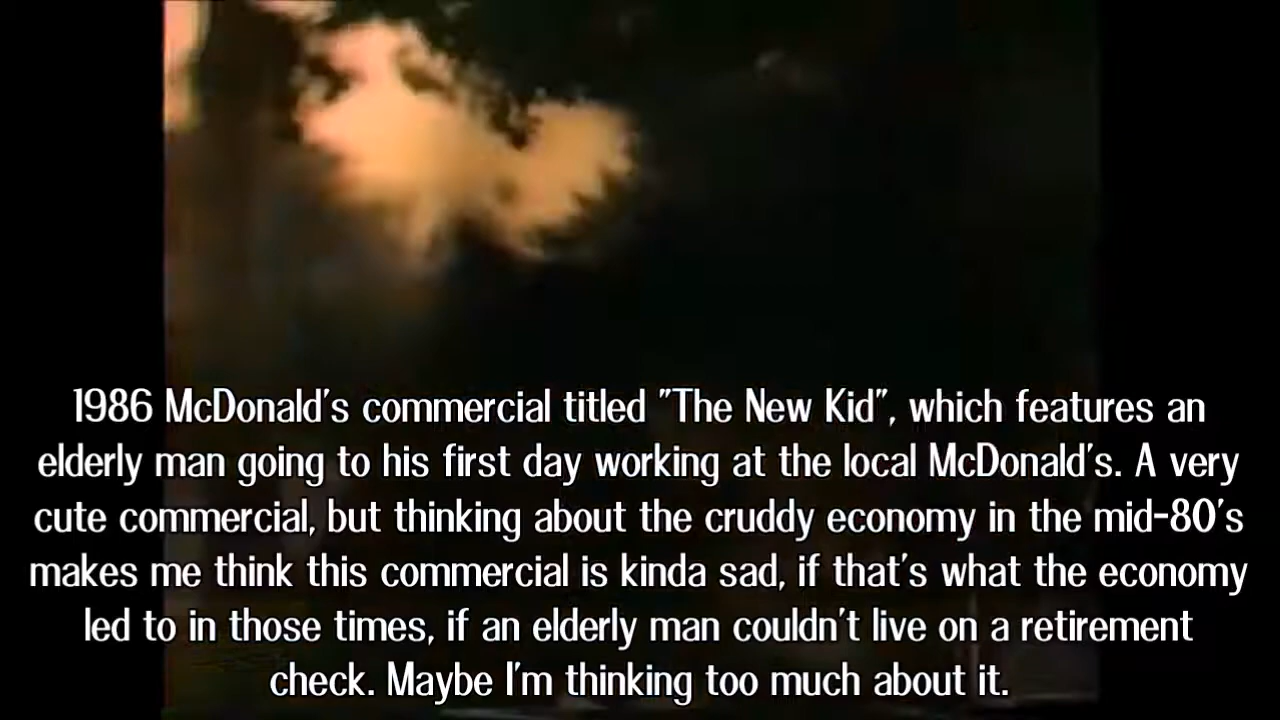 1986 McDonald's commercial titled "The New Kid", which features an
elderly man going to his first day working at the local McDonald's. A very
cute commercial, but thinking about the cruddy economy in the mid-80's
makes me think this commercial is kinda sad, if that's what the economy
led to in those times, if an elderly man couldn't live on a retirement
check. Maybe I'm thinking too much about it.